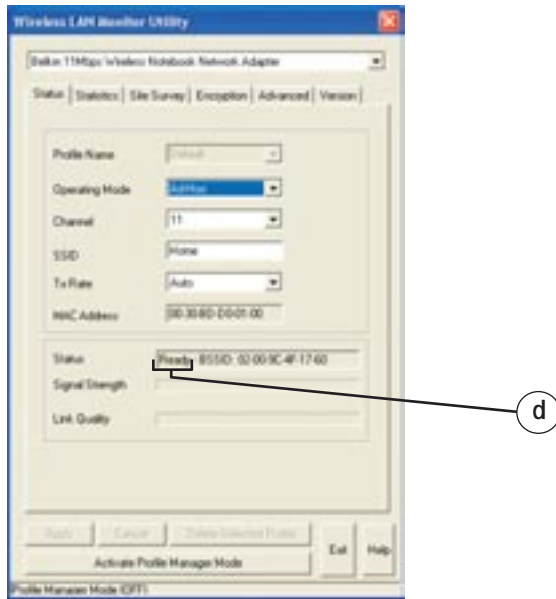 Wireless LAN Monitor Utility
Belkin 11Mbps Wireless Notebook Network Adapter
Status Statistics Site Survey Encryption Advanced Version
Profile Name Default
Operating Mode AdHoc
Channel 11
SSID Home
Tx Rate Auto
MAC Address 00-30-BD-D0-01-00
Status Ready BSSID: 02-00-9C-4F-17-60
d
Signal Strength
Link Quality
Apply Cancel Delete Selected Profile
Exit Help
Activate Profile Manager Mode
Profile Manager Mode (OFF)